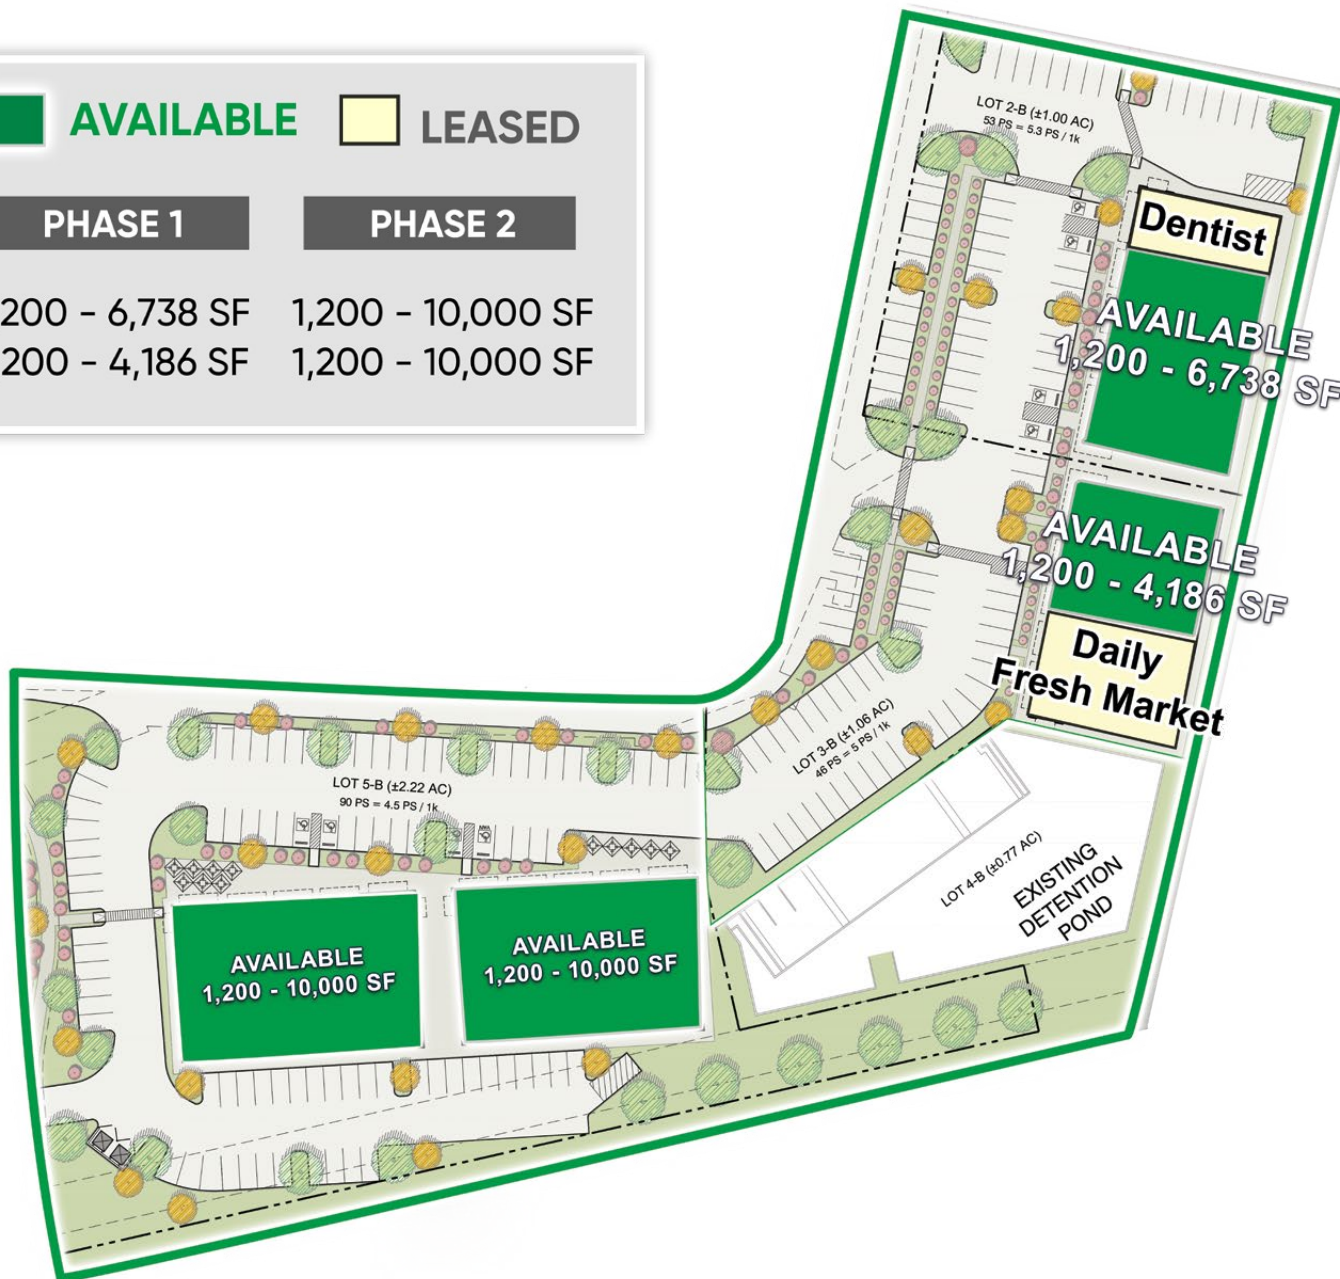 AVAILABLE LEASED
PHASE 1 PHASE 2
200 - 6,738 SF 1,200 - 10,000 SF
200 - 4,186 SF 1,200 - 10,000 SF
LOT 2-B (±1.00 AC)
53 PS = 5.3 PS / 1k
Dentist
AVAILABLE
1,200 - 6,738 SF
AVAILABLE
1,200 - 4,186 SF
Daily
Fresh Market
LOT 3-B (±1.06 AC)
46 PS = 5 PS / 1k
LOT 5-B (±2.22 AC)
90 PS = 4.5 PS / 1k
LOT 4-B (±0.77 AC)
EXISTING
DETENTION
POND
AVAILABLE
1,200 - 10,000 SF
AVAILABLE
1,200 - 10,000 SF